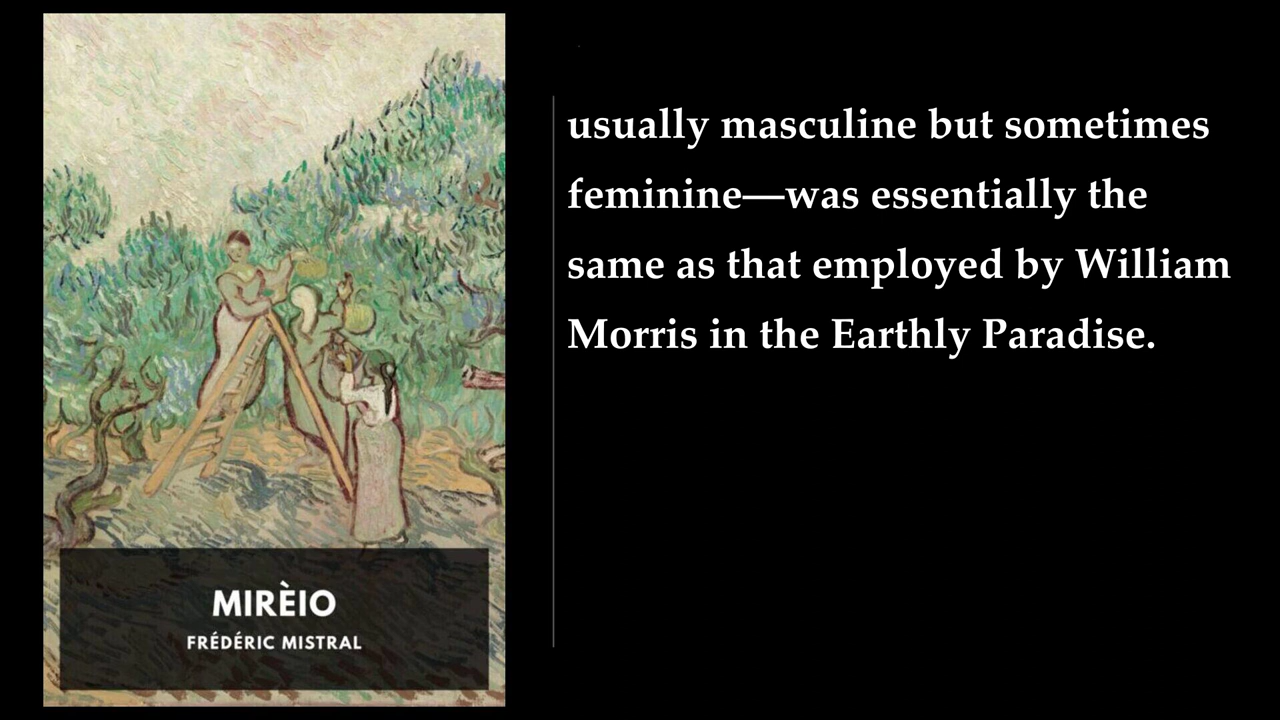 usually masculine but sometimes
feminine—was essentially the
same as that employed by William
Morris in the Earthly Paradise.
MIRÈIO
FRÉDÉRIC MISTRAL